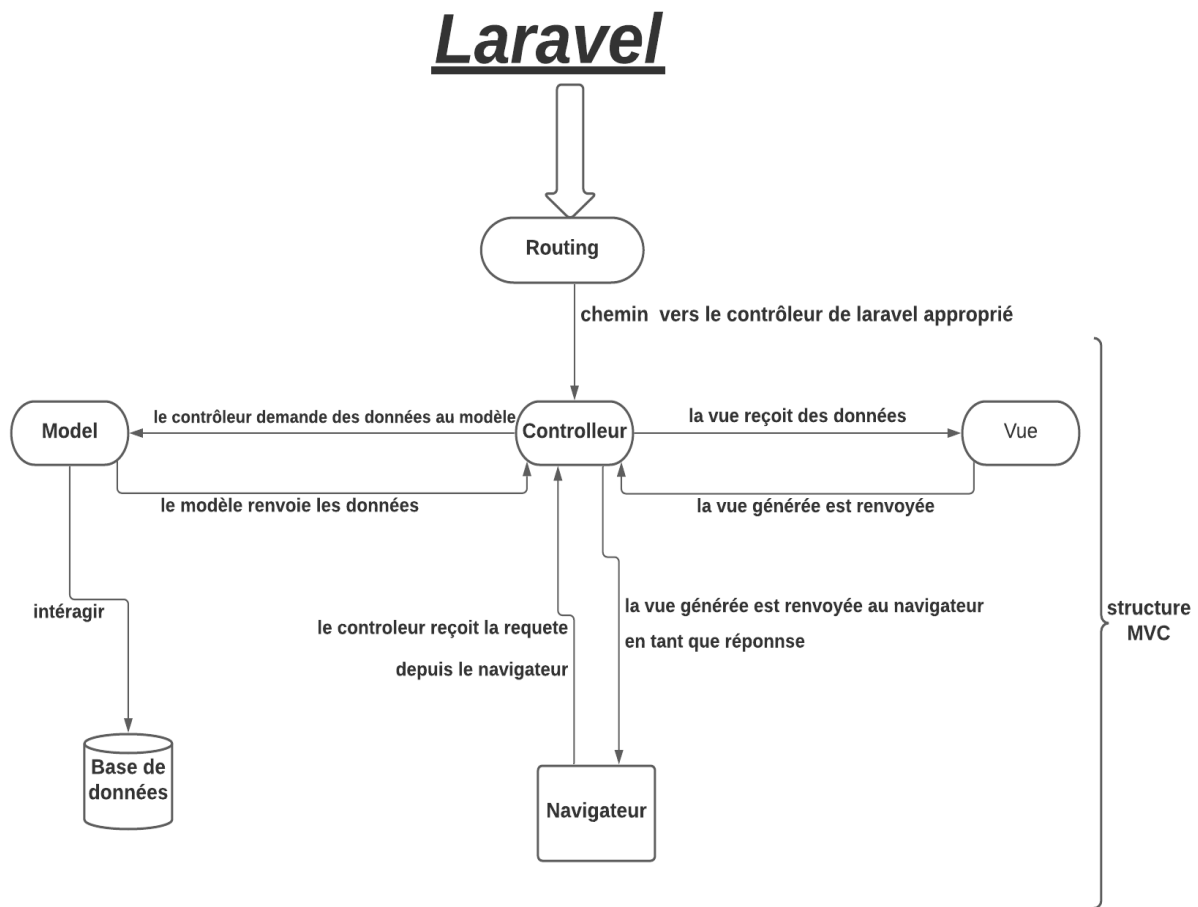 Laravel
Routing
chemin  vers le contrôleur de laravel approprié
le contrôleur demande des données au modèle
la vue reçoit des données
Model
Controlleur
Vue
le modèle renvoie les données
la vue générée est renvoyée
intéragir
la vue générée est renvoyée au navigateur
en tant que réponnse
le controleur reçoit la requete
depuis le navigateur
structure
MVC
Base de
données
Navigateur